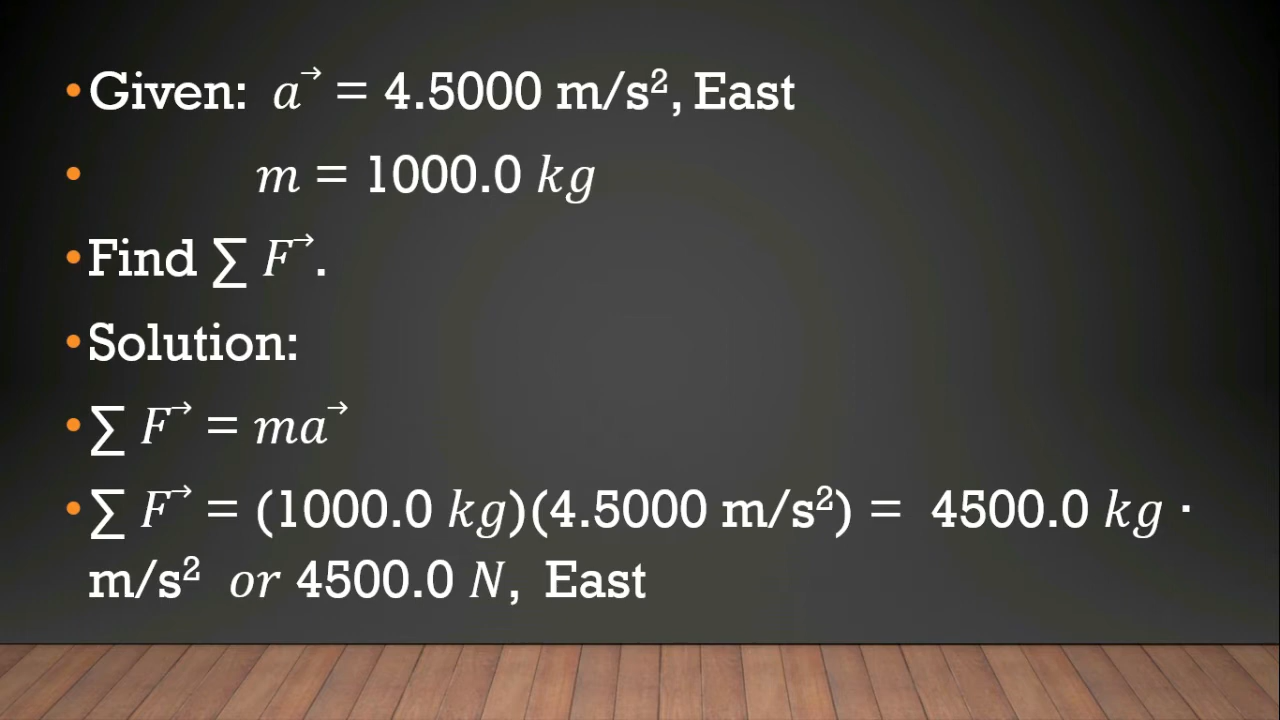 • Given: a⃗ = 4.5000 m/s², East
• m = 1000.0 kg
• Find ∑ F⃗.
• Solution:
• ∑ F⃗ = ma⃗
• ∑ F⃗ = (1000.0 kg)(4.5000 m/s²) = 4500.0 kg ·
m/s² or 4500.0 N, East